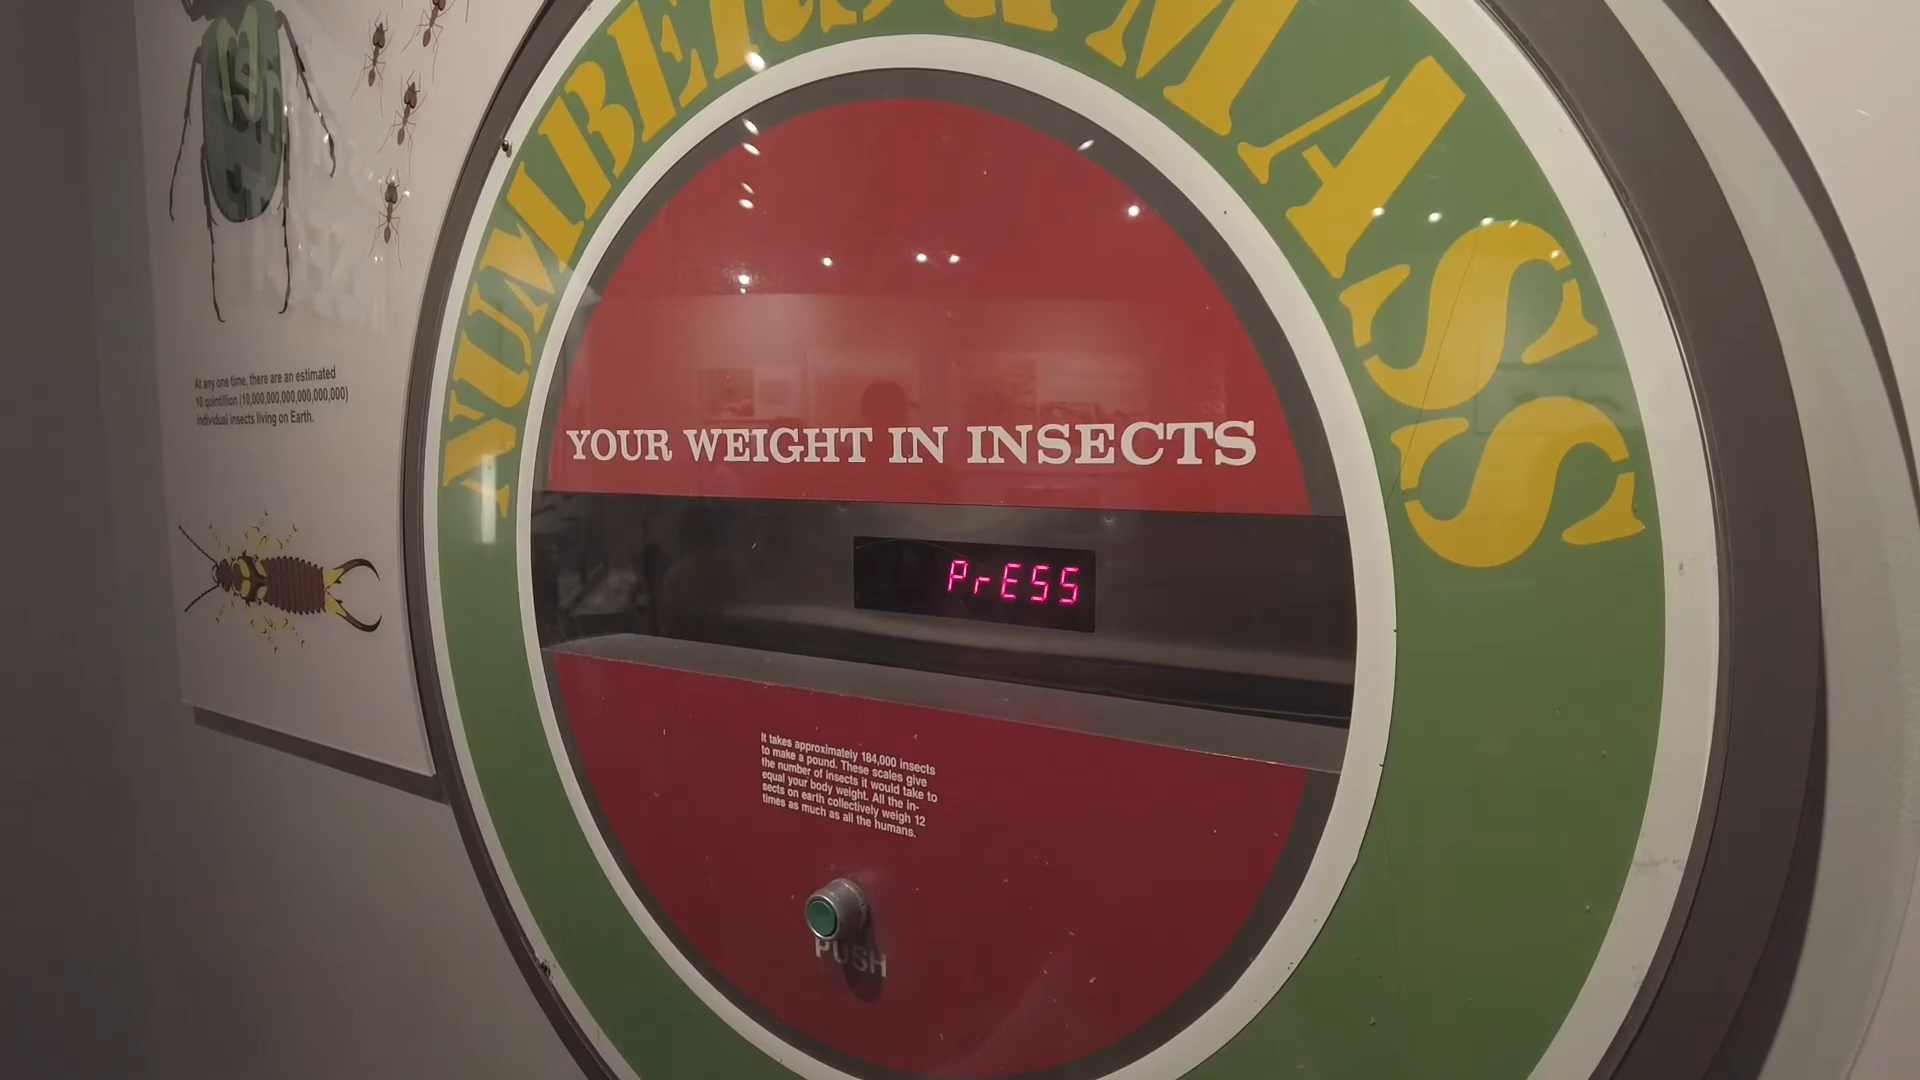 NUMBERS & MASS
At any one time, there are an estimated
10 quintillion (10,000,000,000,000,000,000)
individual insects living on Earth.
YOUR WEIGHT IN INSECTS
PrESS
It takes approximately 184,000 insects
to make a pound. These scales give
the number of insects it would take to
equal your body weight. All the in-
sects on earth collectively weigh 12
times as much as all the humans.
PUSH